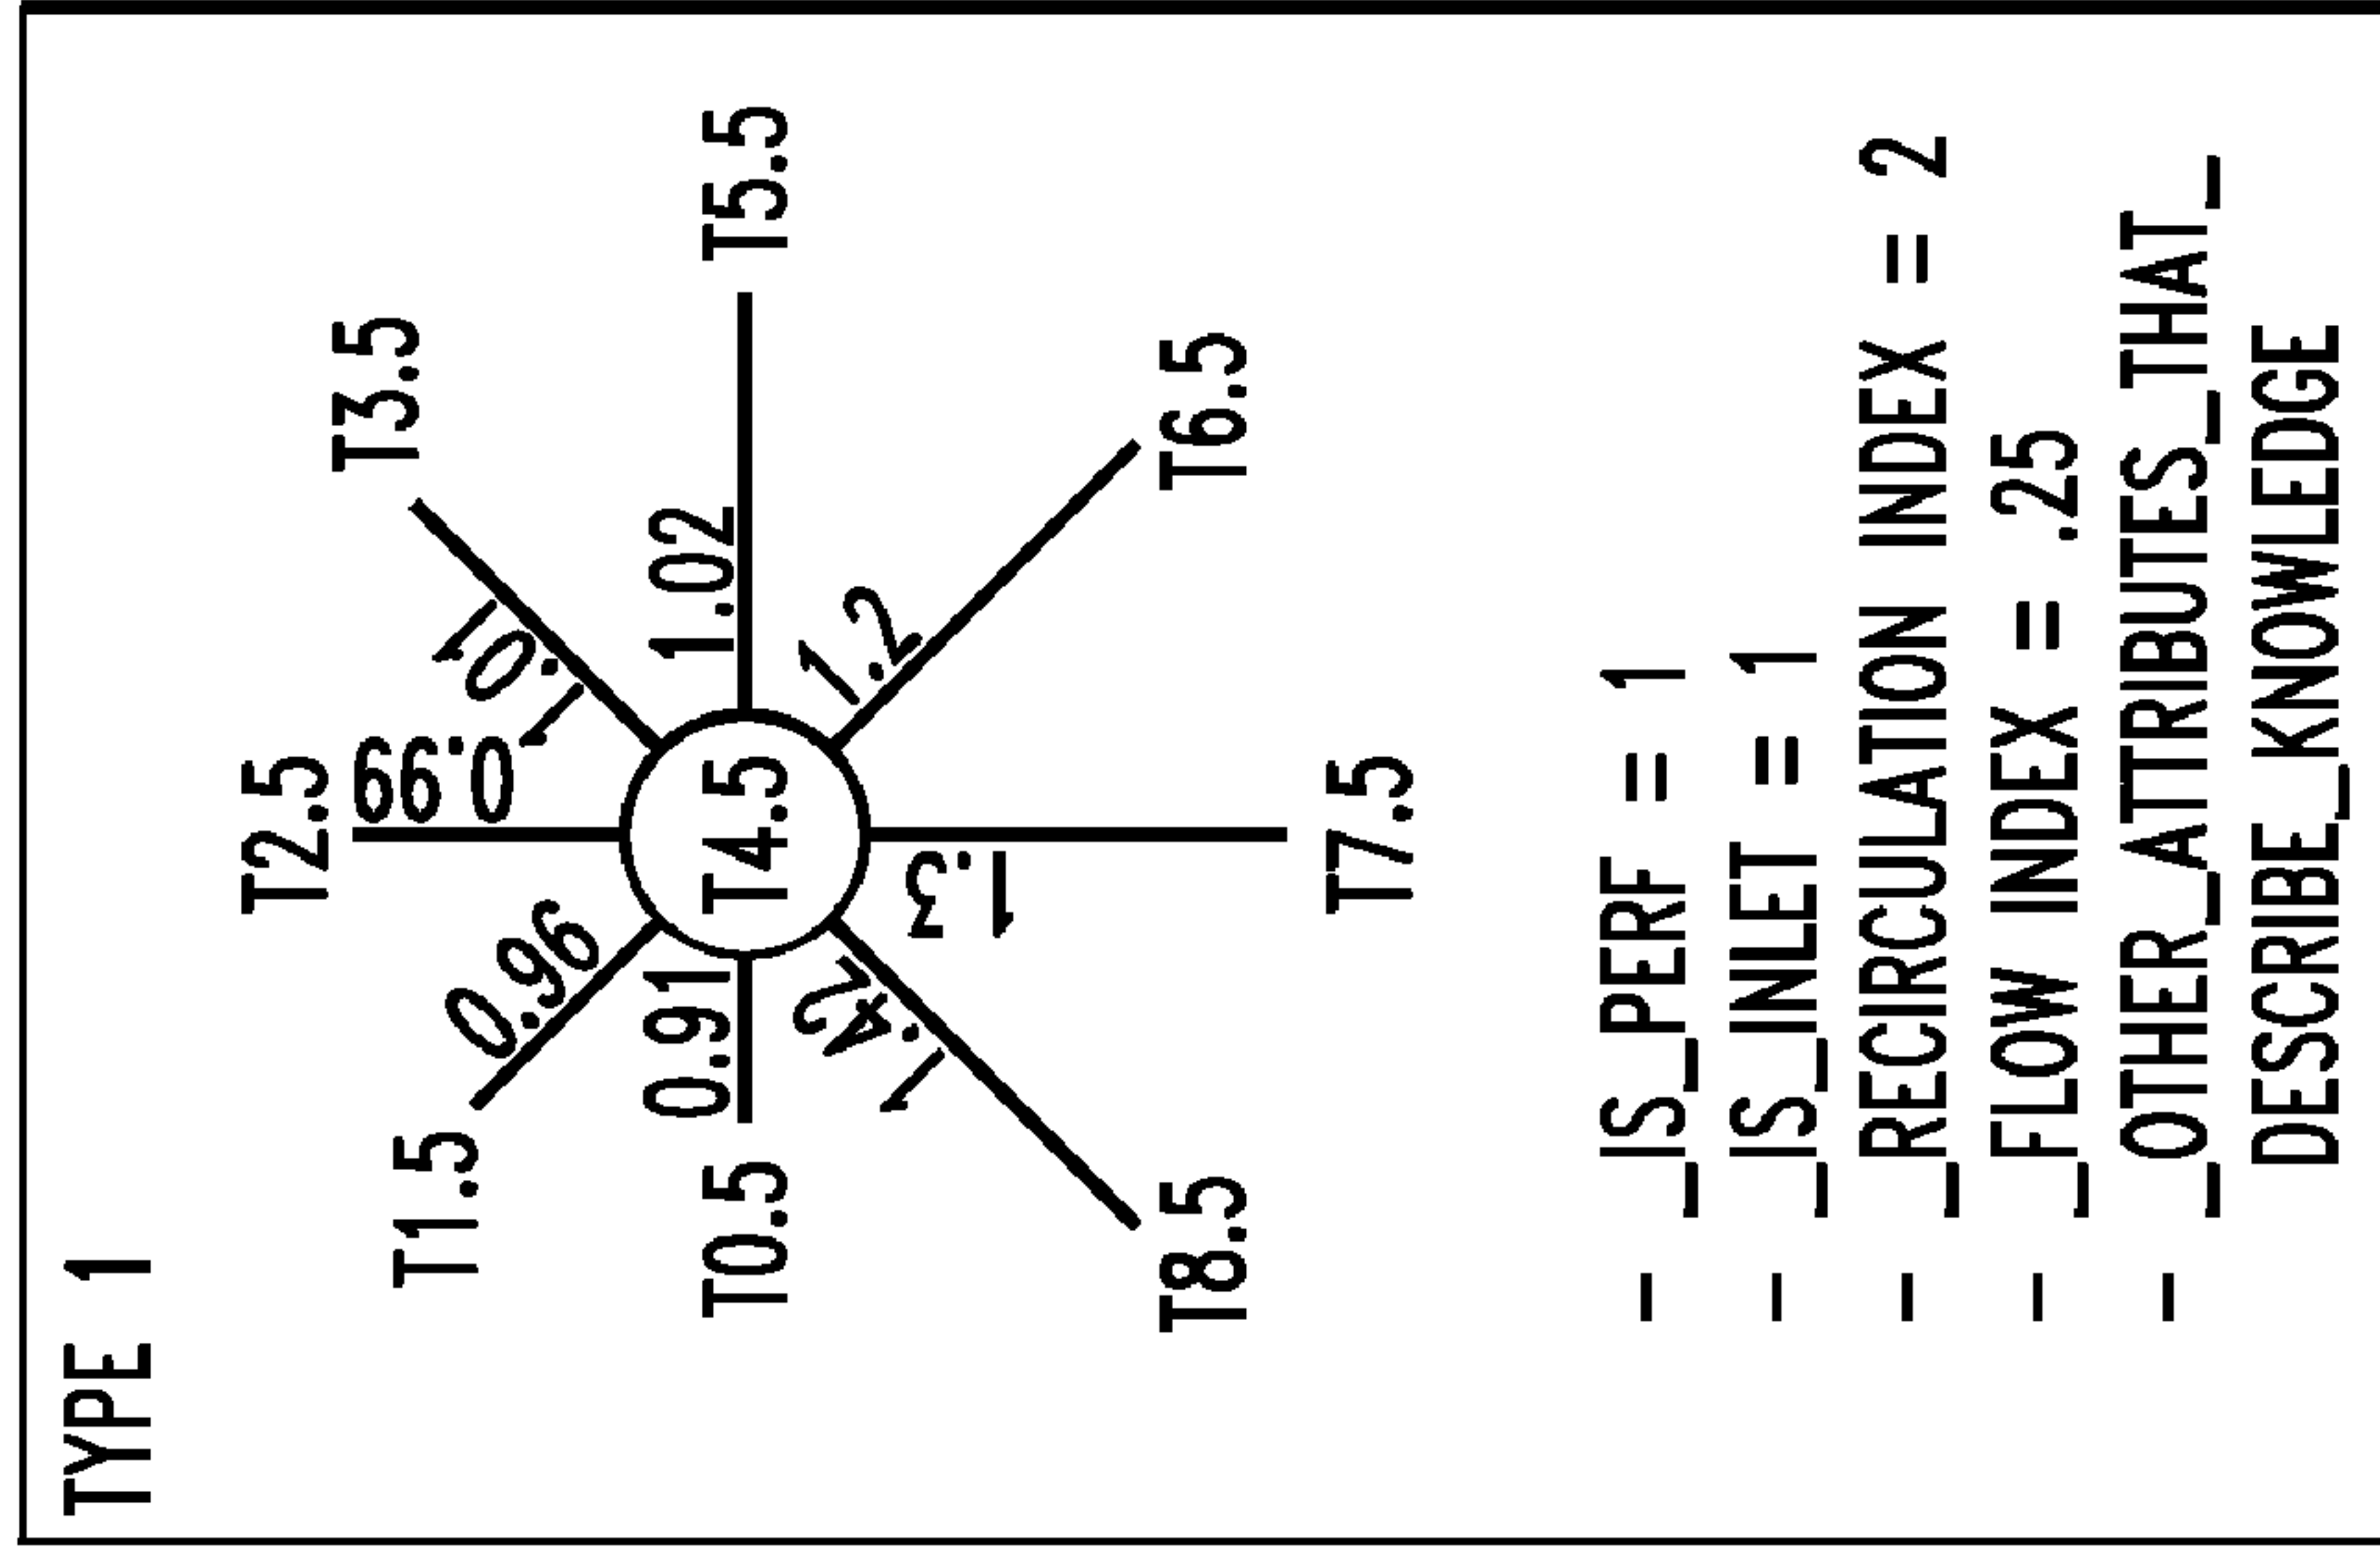 TYPE 1
T2.5
T3.5
T1.5
0.99
1.01
0.96
0.91
1.02
T0.5
T4.5
T5.5
1.42
1.2
1.3
T8.5
T6.5
T7.5
- _IS_PERF = 1
- _IS_INLET = 1
- _RECIRCULATION INDEX = 2
- _FLOW INDEX = .25
- _OTHER_ATTRIBUTES_THAT_
DESCRIBE_KNOWLEDGE